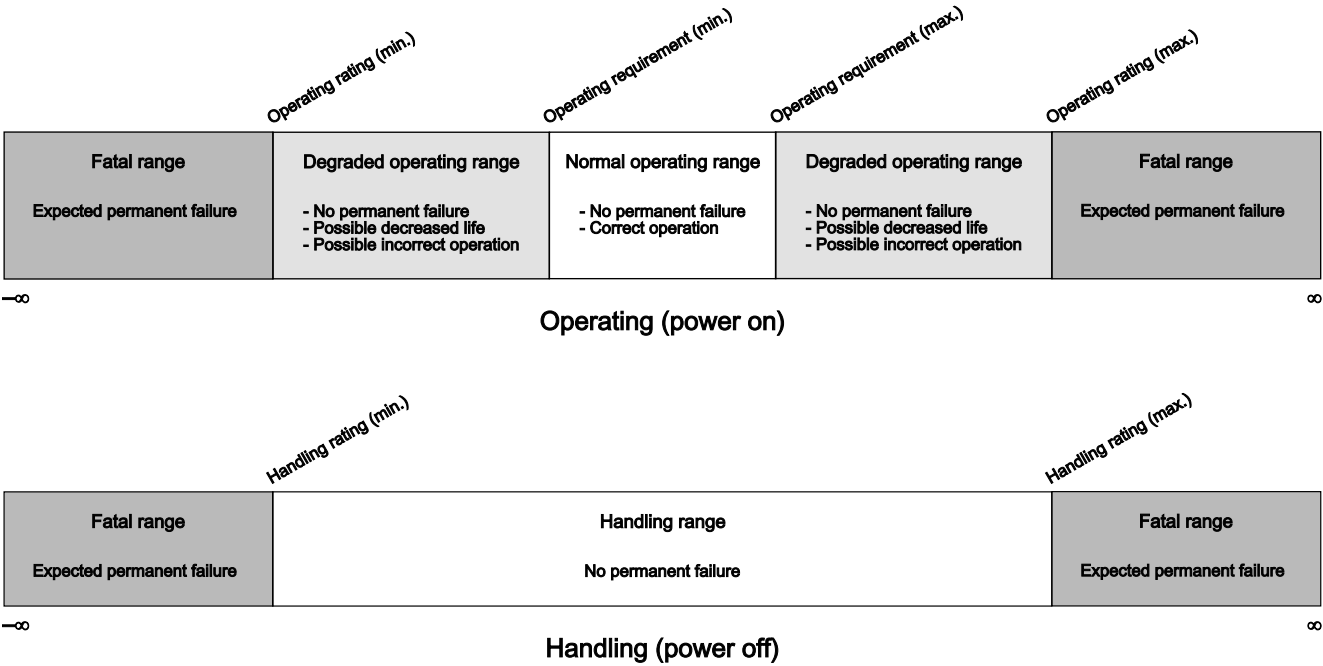 Operating rating (min.)
Operating requirement (min.)
Operating requirement (max.)
Operating rating (max.)
Fatal range
Expected permanent failure
Degraded operating range
- No permanent failure
- Possible decreased life
- Possible incorrect operation
Normal operating range
- No permanent failure
- Correct operation
Degraded operating range
- No permanent failure
- Possible decreased life
- Possible incorrect operation
Fatal range
Expected permanent failure
–∞
∞
Operating (power on)
Handling rating (min.)
Handling rating (max.)
Fatal range
Expected permanent failure
Handling range
No permanent failure
Fatal range
Expected permanent failure
–∞
∞
Handling (power off)